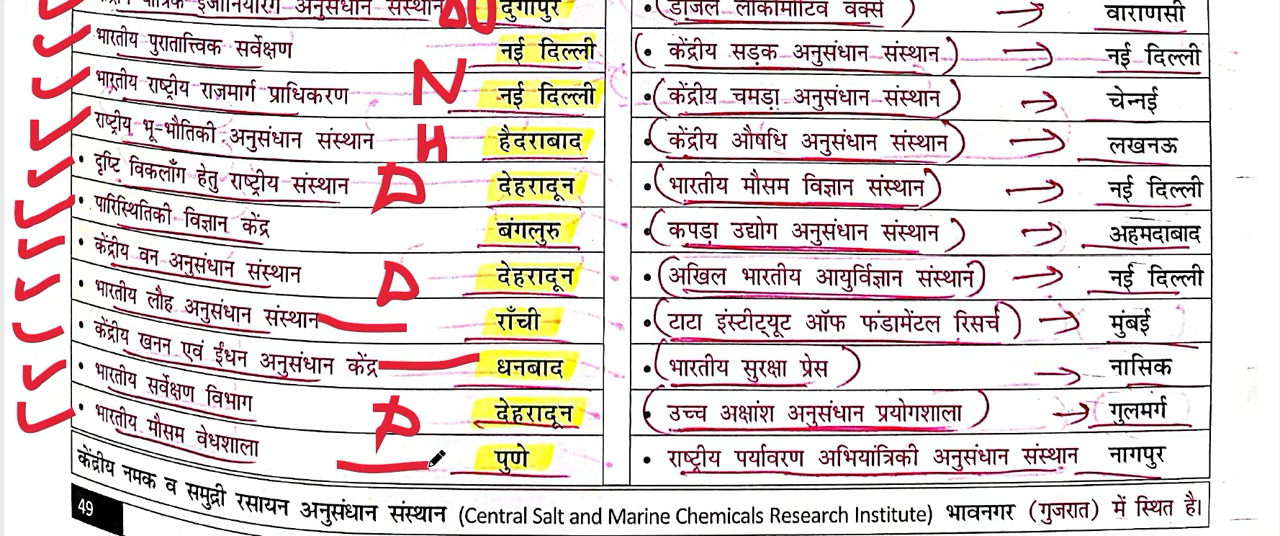 यांत्रिक इंजीनियरिंग अनुसंधान संस्थान DU दुर्गापुर
• भारतीय पुरातात्त्विक सर्वेक्षण नई दिल्ली
• भारतीय राष्ट्रीय राजमार्ग प्राधिकरण N नई दिल्ली
• राष्ट्रीय भू-भौतिकी अनुसंधान संस्थान H हैदराबाद
• दृष्टि विकलाँग हेतु राष्ट्रीय संस्थान D देहरादून
• पारिस्थितिकी विज्ञान केंद्र बंगलुरु
• केंद्रीय वन अनुसंधान संस्थान D देहरादून
• भारतीय लौह अनुसंधान संस्थान राँची
• केंद्रीय खनन एवं ईंधन अनुसंधान केंद्र धनबाद
• भारतीय सर्वेक्षण विभाग D देहरादून
• भारतीय मौसम वेधशाला पुणे
• (डीजल लोकोमोटिव वर्क्स) → वाराणसी
• (केंद्रीय सड़क अनुसंधान संस्थान) → नई दिल्ली
• (केंद्रीय चमड़ा अनुसंधान संस्थान) → चेन्नई
• (केंद्रीय औषधि अनुसंधान संस्थान) → लखनऊ
• (भारतीय मौसम विज्ञान संस्थान) → नई दिल्ली
• (कपड़ा उद्योग अनुसंधान संस्थान) → अहमदाबाद
• (अखिल भारतीय आयुर्विज्ञान संस्थान) → नई दिल्ली
• (टाटा इंस्टीट्यूट ऑफ फंडामेंटल रिसर्च) → मुंबई
• (भारतीय सुरक्षा प्रेस) → नासिक
• (उच्च अक्षांश अनुसंधान प्रयोगशाला) → गुलमर्ग
• राष्ट्रीय पर्यावरण अभियांत्रिकी अनुसंधान संस्थान नागपुर
केंद्रीय नमक व समुद्री रसायन अनुसंधान संस्थान (Central Salt and Marine Chemicals Research Institute) भावनगर (गुजरात) में स्थित है।
49